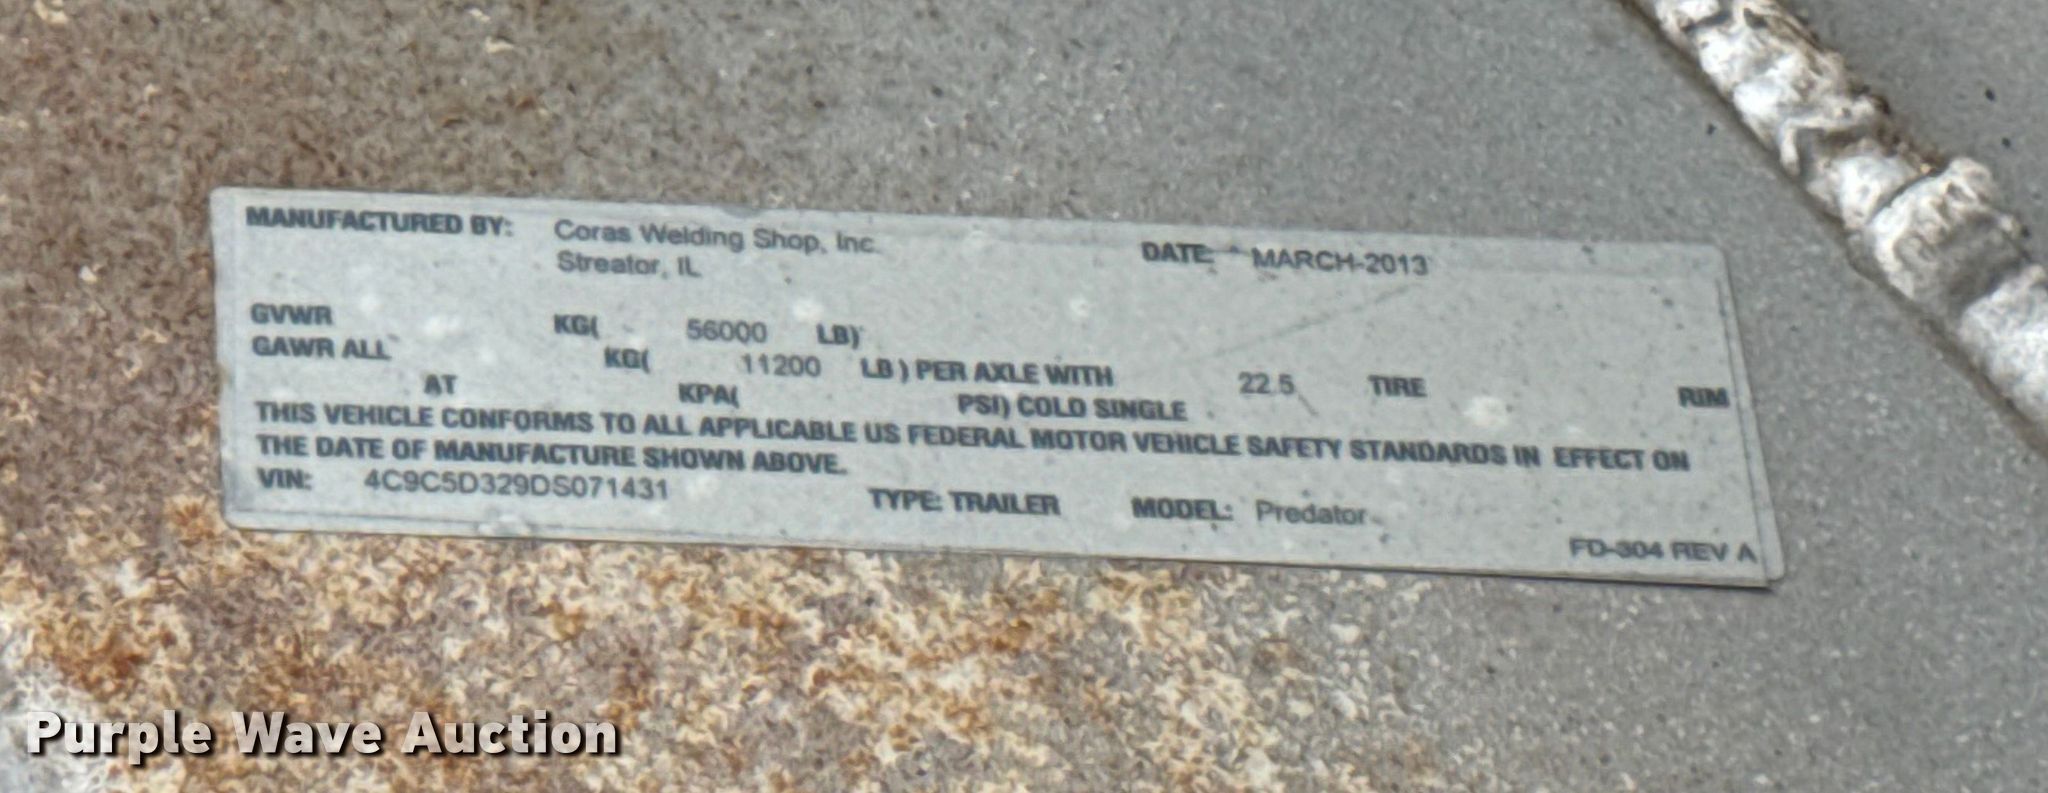 MANUFACTURED BY: Coras Welding Shop, Inc. DATE: MARCH-2013
Streator, IL
GVWR KG( 56000 LB)
GAWR ALL KG( 11200 LB) PER AXLE WITH 22.5 TIRE RIM
AT KPA( PSI) COLD SINGLE
THIS VEHICLE CONFORMS TO ALL APPLICABLE US FEDERAL MOTOR VEHICLE SAFETY STANDARDS IN EFFECT ON
THE DATE OF MANUFACTURE SHOWN ABOVE.
VIN: 4C9C5D329DS071431 TYPE: TRAILER MODEL: Predator
FD-304 REV A
Purple Wave Auction